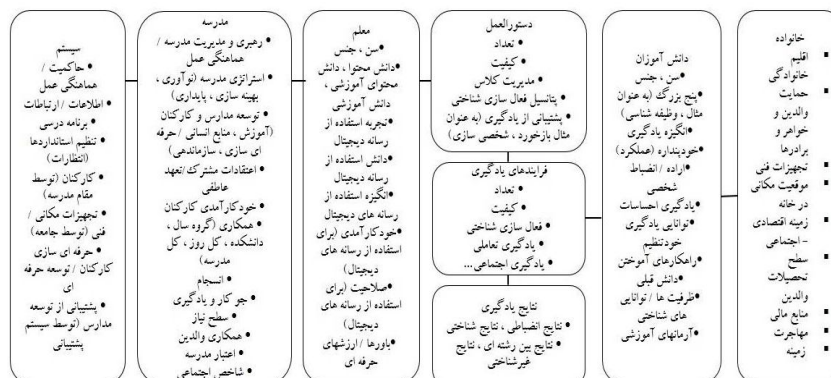 خانواده
اقلیم
خانوادگی
حمایت
والدین و
خواهر و
برادرها
تجهیزات فنی
موقعیت مکانی
در خانه
زمینه اقتصادی
- اجتماعی
سطح
تحصیلات
والدین
منابع مالی
مهاجرت
زمینه
دانش آموزان
•سن ، جنس
•پنج بزرگ (به عنوان
مثال ، وظیفه شناسی)
•انگیزه یادگیری
•خودپنداره (عملکرد)
•اراده / انضباط
شخصی
•یادگیری احساسات
•توانایی یادگیری
خودتنظیم
•راهکارهای آموختن
•دانش قبلی
•ظرفیت ها / توانایی
های شناختی
•آرمانهای آموزشی
دستورالعمل
• تعداد
• کیفیت
• مدیریت کلاس
• پتانسیل فعال سازی شناختی
• پشتیبانی از یادگیری (به عنوان
مثال بازخورد ، شخصی سازی)
فرایندهای یادگیری
• تعداد
• کیفیت
• فعال سازی شناختی
• یادگیری تعاملی
• یادگیری اجتماعی...
نتایج یادگیری
• نتایج انضباطی ، نتایج شناختی
• نتایج بین رشته ای ، نتایج
غیرشناختی
معلم
•سن ، جنس
•دانش محتوا ، دانش
محتوای آموزشی ،
دانش آموزشی
•تجربه استفاده از
رسانه دیجیتال
•دانش استفاده از
رسانه دیجیتال
•انگیزه استفاده از
رسانه های دیجیتال
•خودکارآمدی (برای
استفاده از رسانه های
دیجیتال)
•صلاحیت (برای
استفاده از رسانه های
دیجیتال)
•باورها / ارزشهای
حرفه ای
مدرسه
• رهبری و مدیریت مدرسه /
هماهنگی عمل
• استراتژی مدرسه (نوآوری ،
بهینه سازی ، پایداری)
• توسعه مدارس و کارکنان
(آموزش ، منابع انسانی / حرفه
ای سازی ، سازماندهی)
• اعتقادات مشترک /تعهد
عاطفی
• خودکارآمدی کارکنان
• همکاری (گروه سال ،
دانشکده ، کل روز ، کل
مدرسه)
• انسجام
• جو کار و یادگیری
• سطح نیاز
• همکاری والدین
• اعتبار مدرسه
• شاخص اجتماعی
سیستم
• حاکمیت /
هماهنگی عمل
• اطلاعات / ارتباطات
• برنامه درسی
• تنظیم استانداردها
(انتظارات)
• کارکنان (توسط
مقام مدرسه)
• تجهیزات مکانی /
فنی (توسط جامعه)
• حرفه ای سازی
کارکنان / توسعه حرفه
ای
• پشتیبانی از توسعه
مدارس (توسط سیستم
پشتیبانی